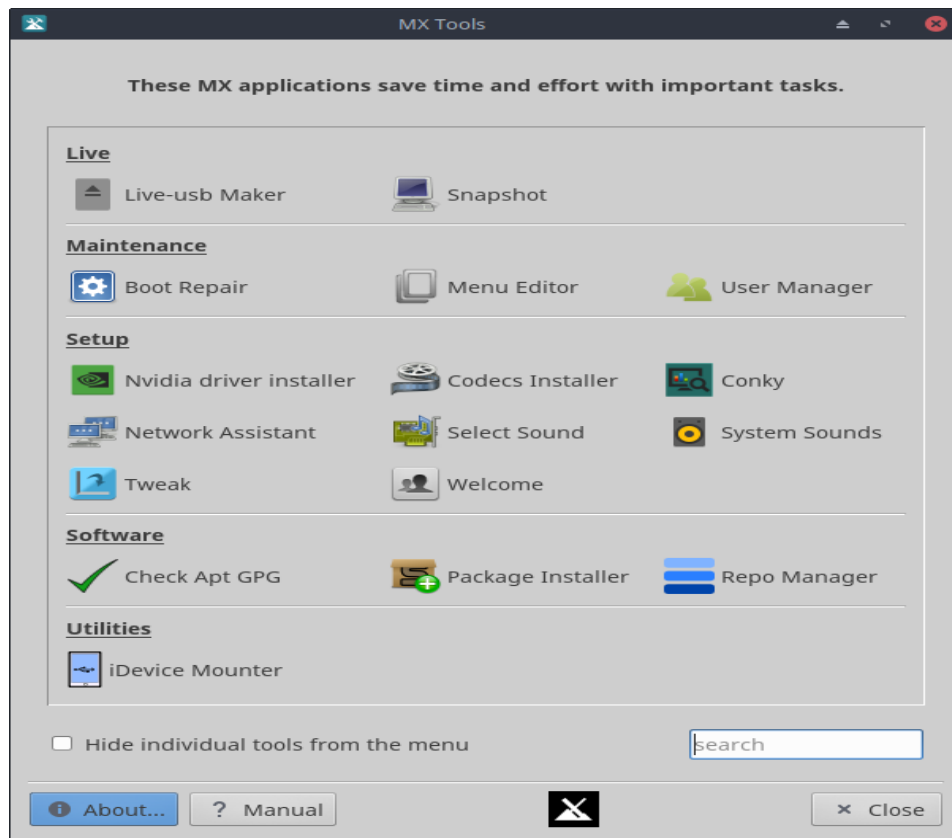 MX Tools
These MX applications save time and effort with important tasks.
Live
Live-usb Maker Snapshot
Maintenance
Boot Repair Menu Editor User Manager
Setup
Nvidia driver installer Codecs Installer Conky
Network Assistant Select Sound System Sounds
Tweak Welcome
Software
Check Apt GPG Package Installer Repo Manager
Utilities
iDevice Mounter
Hide individual tools from the menu search
About... ? Manual Close